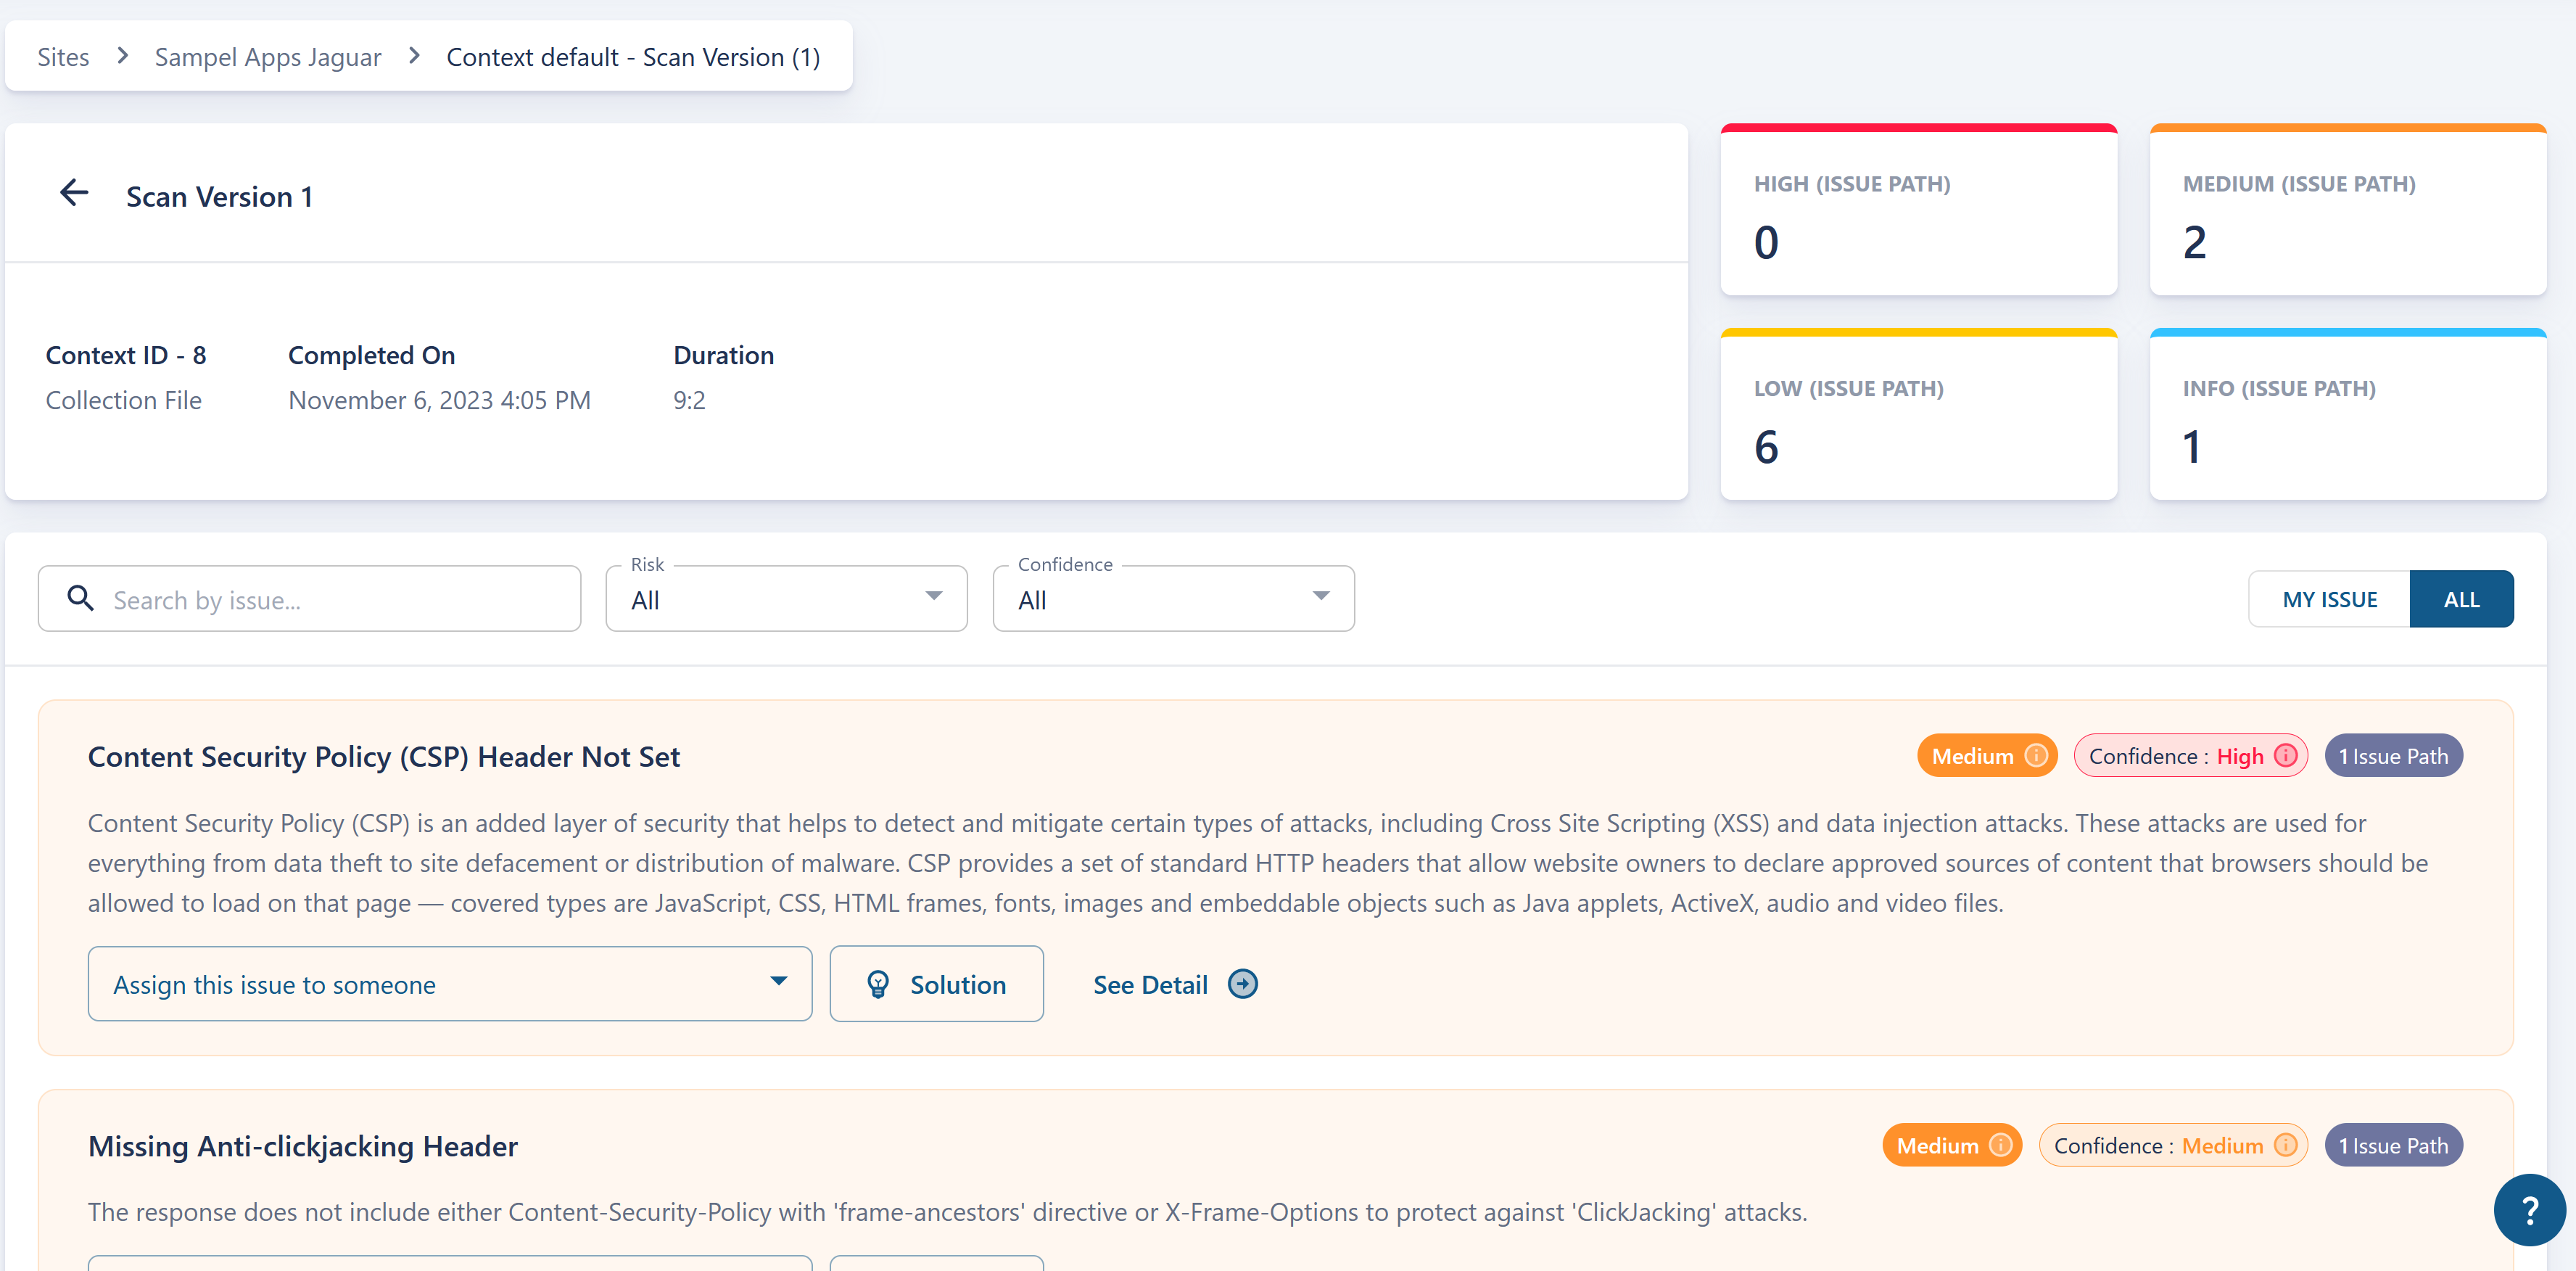 Sites > Sampel Apps Jaguar > Context default - Scan Version (1)
Scan Version 1
Context ID - 8
Collection File
Completed On
November 6, 2023 4:05 PM
Duration
9:2
HIGH (ISSUE PATH)
0
MEDIUM (ISSUE PATH)
2
LOW (ISSUE PATH)
6
INFO (ISSUE PATH)
1
Search by issue...
Risk
All
Confidence
All
MY ISSUE
ALL
Content Security Policy (CSP) Header Not Set
Medium
Confidence : High
1 Issue Path
Content Security Policy (CSP) is an added layer of security that helps to detect and mitigate certain types of attacks, including Cross Site Scripting (XSS) and data injection attacks. These attacks are used for
everything from data theft to site defacement or distribution of malware. CSP provides a set of standard HTTP headers that allow website owners to declare approved sources of content that browsers should be
allowed to load on that page — covered types are JavaScript, CSS, HTML frames, fonts, images and embeddable objects such as Java applets, ActiveX, audio and video files.
Assign this issue to someone
Solution
See Detail
Missing Anti-clickjacking Header
Medium
Confidence : Medium
1 Issue Path
The response does not include either Content-Security-Policy with 'frame-ancestors' directive or X-Frame-Options to protect against 'ClickJacking' attacks.
?